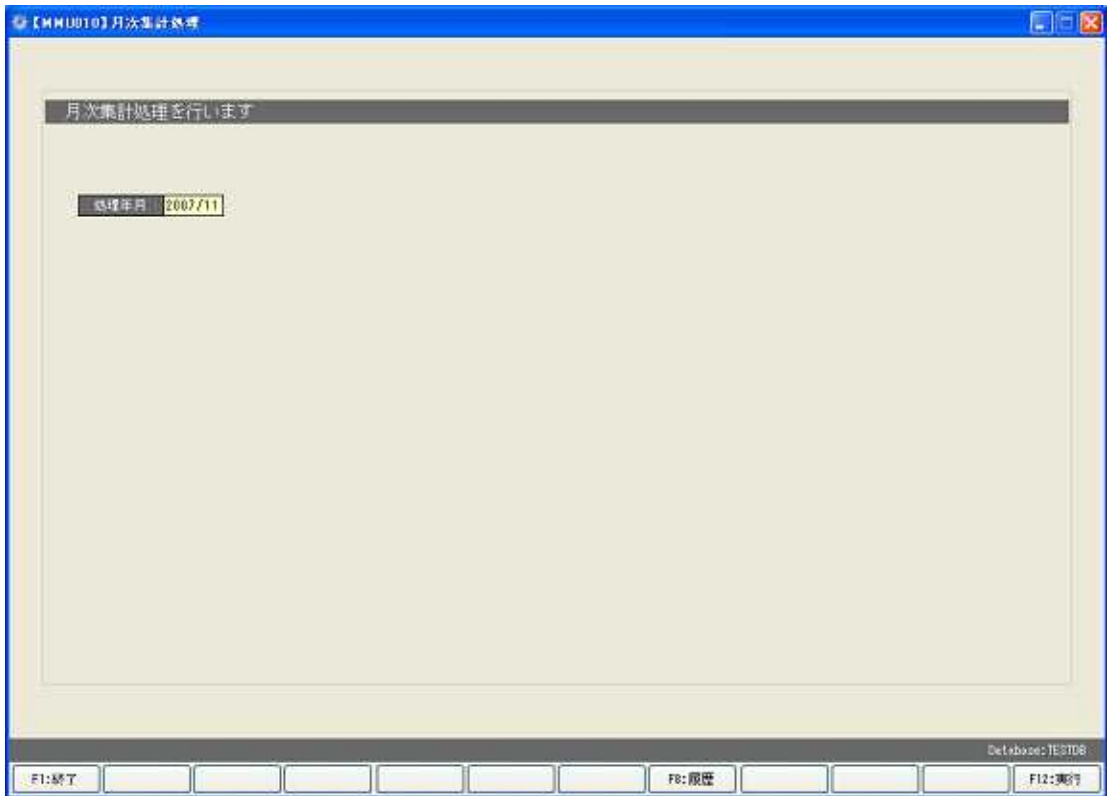 【MMU010】月次集計処理
月次集計処理を行います
処理年月 2007/11
Database:TESTDB
F1:終了 F8:履歴 F12:実行